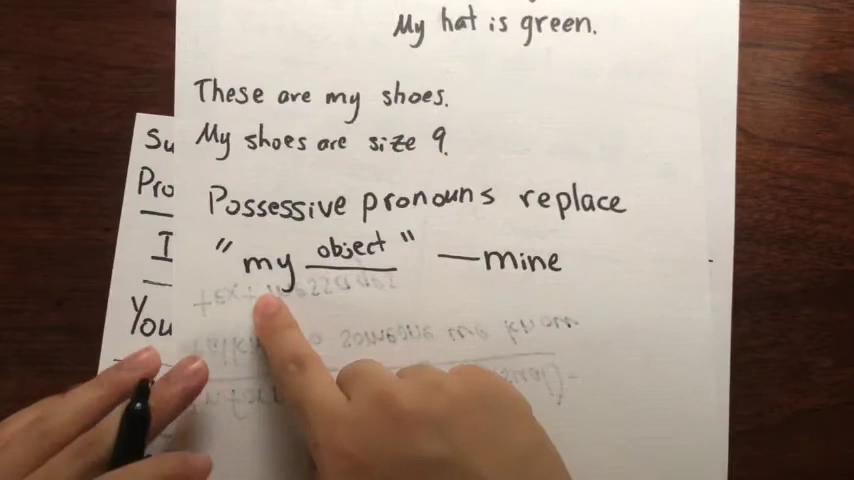 My hat is green.
These are my shoes.
My shoes are size 9.
Possessive pronouns replace
"my object" — mine
Su
Pro
I
You